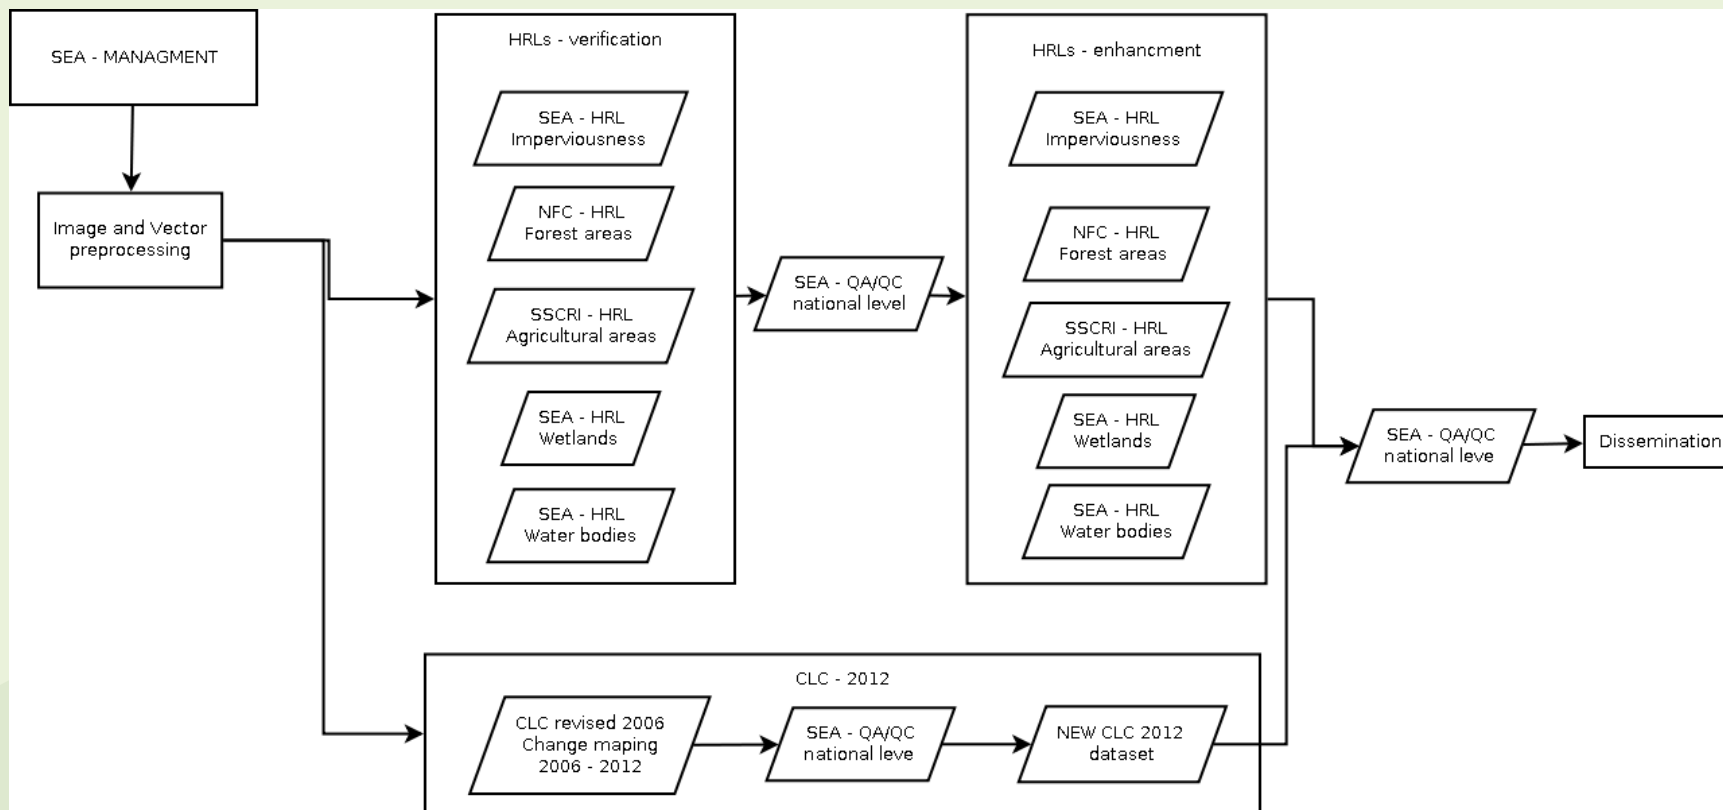 SEA - MANAGMENT
Image and Vector
preprocessing
HRLs - verification
SEA - HRL
Imperviousness
NFC - HRL
Forest areas
SSCRI - HRL
Agricultural areas
SEA - HRL
Wetlands
SEA - HRL
Water bodies
SEA - QA/QC
national level
HRLs - enhancment
SEA - HRL
Imperviousness
NFC - HRL
Forest areas
SSCRI - HRL
Agricultural areas
SEA - HRL
Wetlands
SEA - HRL
Water bodies
CLC - 2012
CLC revised 2006
Change maping
2006 - 2012
SEA - QA/QC
national leve
NEW CLC 2012
dataset
SEA - QA/QC
national leve
Dissemination